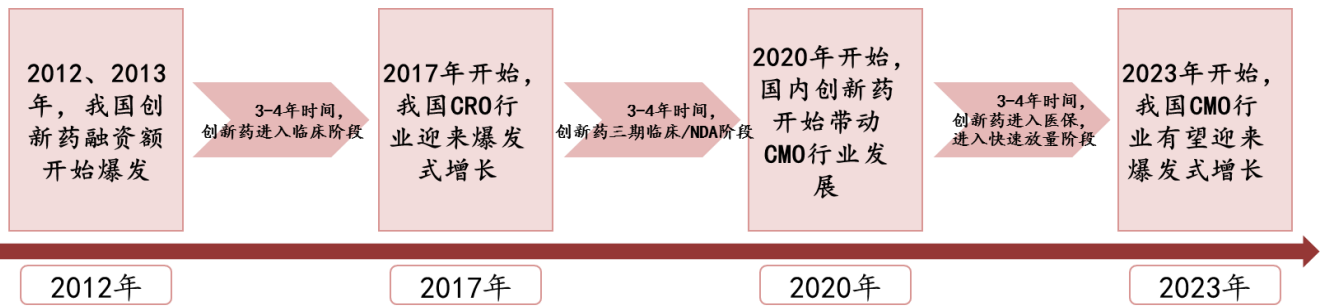 2012、2013
年，我国创
新药融资额
开始爆发
3-4年时间，
创新药进入临床阶段
2017年开始，
我国CRO行
业迎来爆发
式增长
3-4年时间，
创新药三期临床/NDA阶段
2020年开始，
国内创新药
开始带动
CMO行业发
展
3-4年时间，
创新药进入医保，
进入快速放量阶段
2023年开始，
我国CMO行
业有望迎来
爆发式增长
2012年
2017年
2020年
2023年